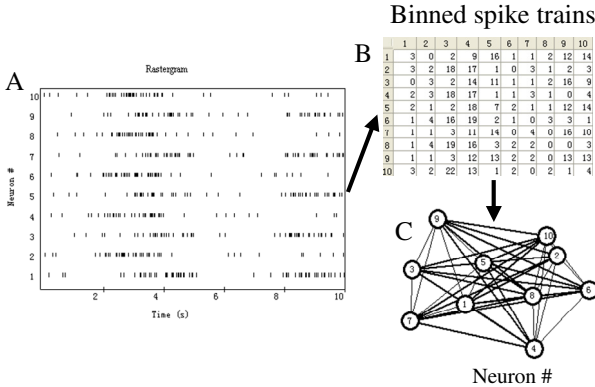 Binned spike trains
A
Rastergram
Neuron #
10
9
8
7
6
5
4
3
2
1
2 4 6 8 10
Time (s)
B
1 2 3 4 5 6 7 8 9 10
1 3 0 2 9 16 1 1 2 12 14
2 3 2 18 17 1 0 3 1 2 3
3 0 3 2 14 11 1 1 2 16 9
4 2 3 18 17 1 1 3 1 0 4
5 2 1 2 18 7 2 1 1 12 14
6 1 4 16 19 2 1 0 3 3 1
7 1 1 3 11 14 0 4 0 16 10
8 1 4 19 16 3 2 2 0 0 3
9 1 1 3 12 13 2 2 0 13 13
10 3 2 22 13 1 2 0 2 1 4
C
9
10
2
5
3
6
8
1
7
4
Neuron #